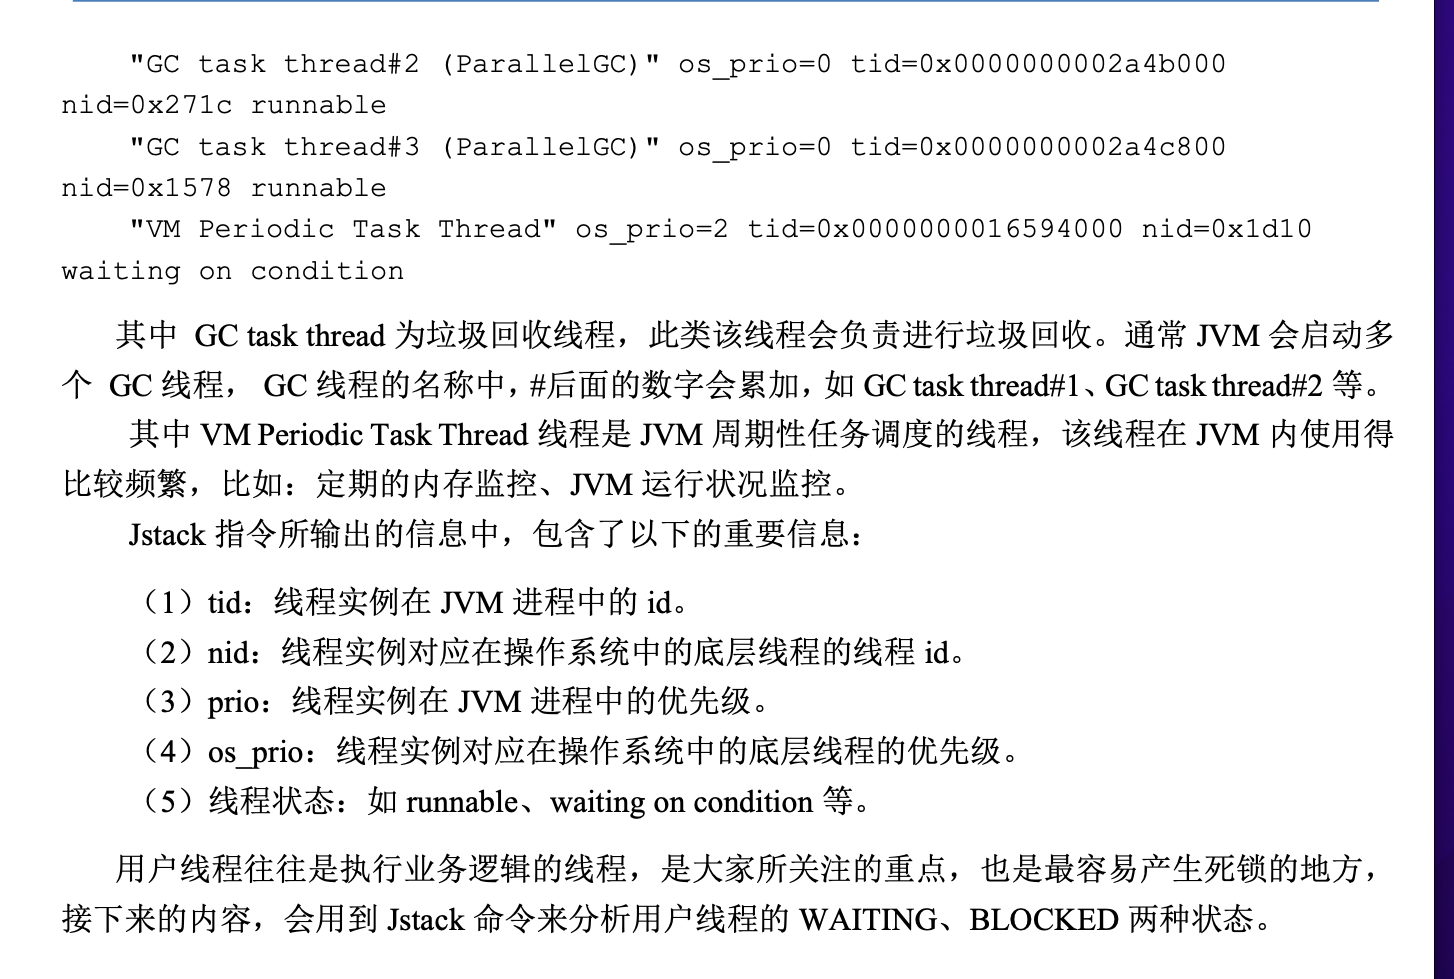 "GC task thread#2 (ParallelGC)" os_prio=0 tid=0x0000000002a4b000
nid=0x271c runnable
"GC task thread#3 (ParallelGC)" os_prio=0 tid=0x0000000002a4c800
nid=0x1578 runnable
"VM Periodic Task Thread" os_prio=2 tid=0x0000000016594000 nid=0x1d10
waiting on condition
其中 GC task thread 为垃圾回收线程，此类该线程会负责进行垃圾回收。通常 JVM 会启动多
个 GC 线程， GC 线程的名称中，#后面的数字会累加，如 GC task thread#1、GC task thread#2 等。
其中 VM Periodic Task Thread 线程是 JVM 周期性任务调度的线程，该线程在 JVM 内使用得
比较频繁，比如：定期的内存监控、JVM 运行状况监控。
Jstack 指令所输出的信息中，包含了以下的重要信息：
（1）tid：线程实例在 JVM 进程中的 id。
（2）nid：线程实例对应在操作系统中的底层线程的线程 id。
（3）prio：线程实例在 JVM 进程中的优先级。
（4）os_prio：线程实例对应在操作系统中的底层线程的优先级。
（5）线程状态：如 runnable、waiting on condition 等。
用户线程往往是执行业务逻辑的线程，是大家所关注的重点，也是最容易产生死锁的地方，
接下来的内容，会用到 Jstack 命令来分析用户线程的 WAITING、BLOCKED 两种状态。